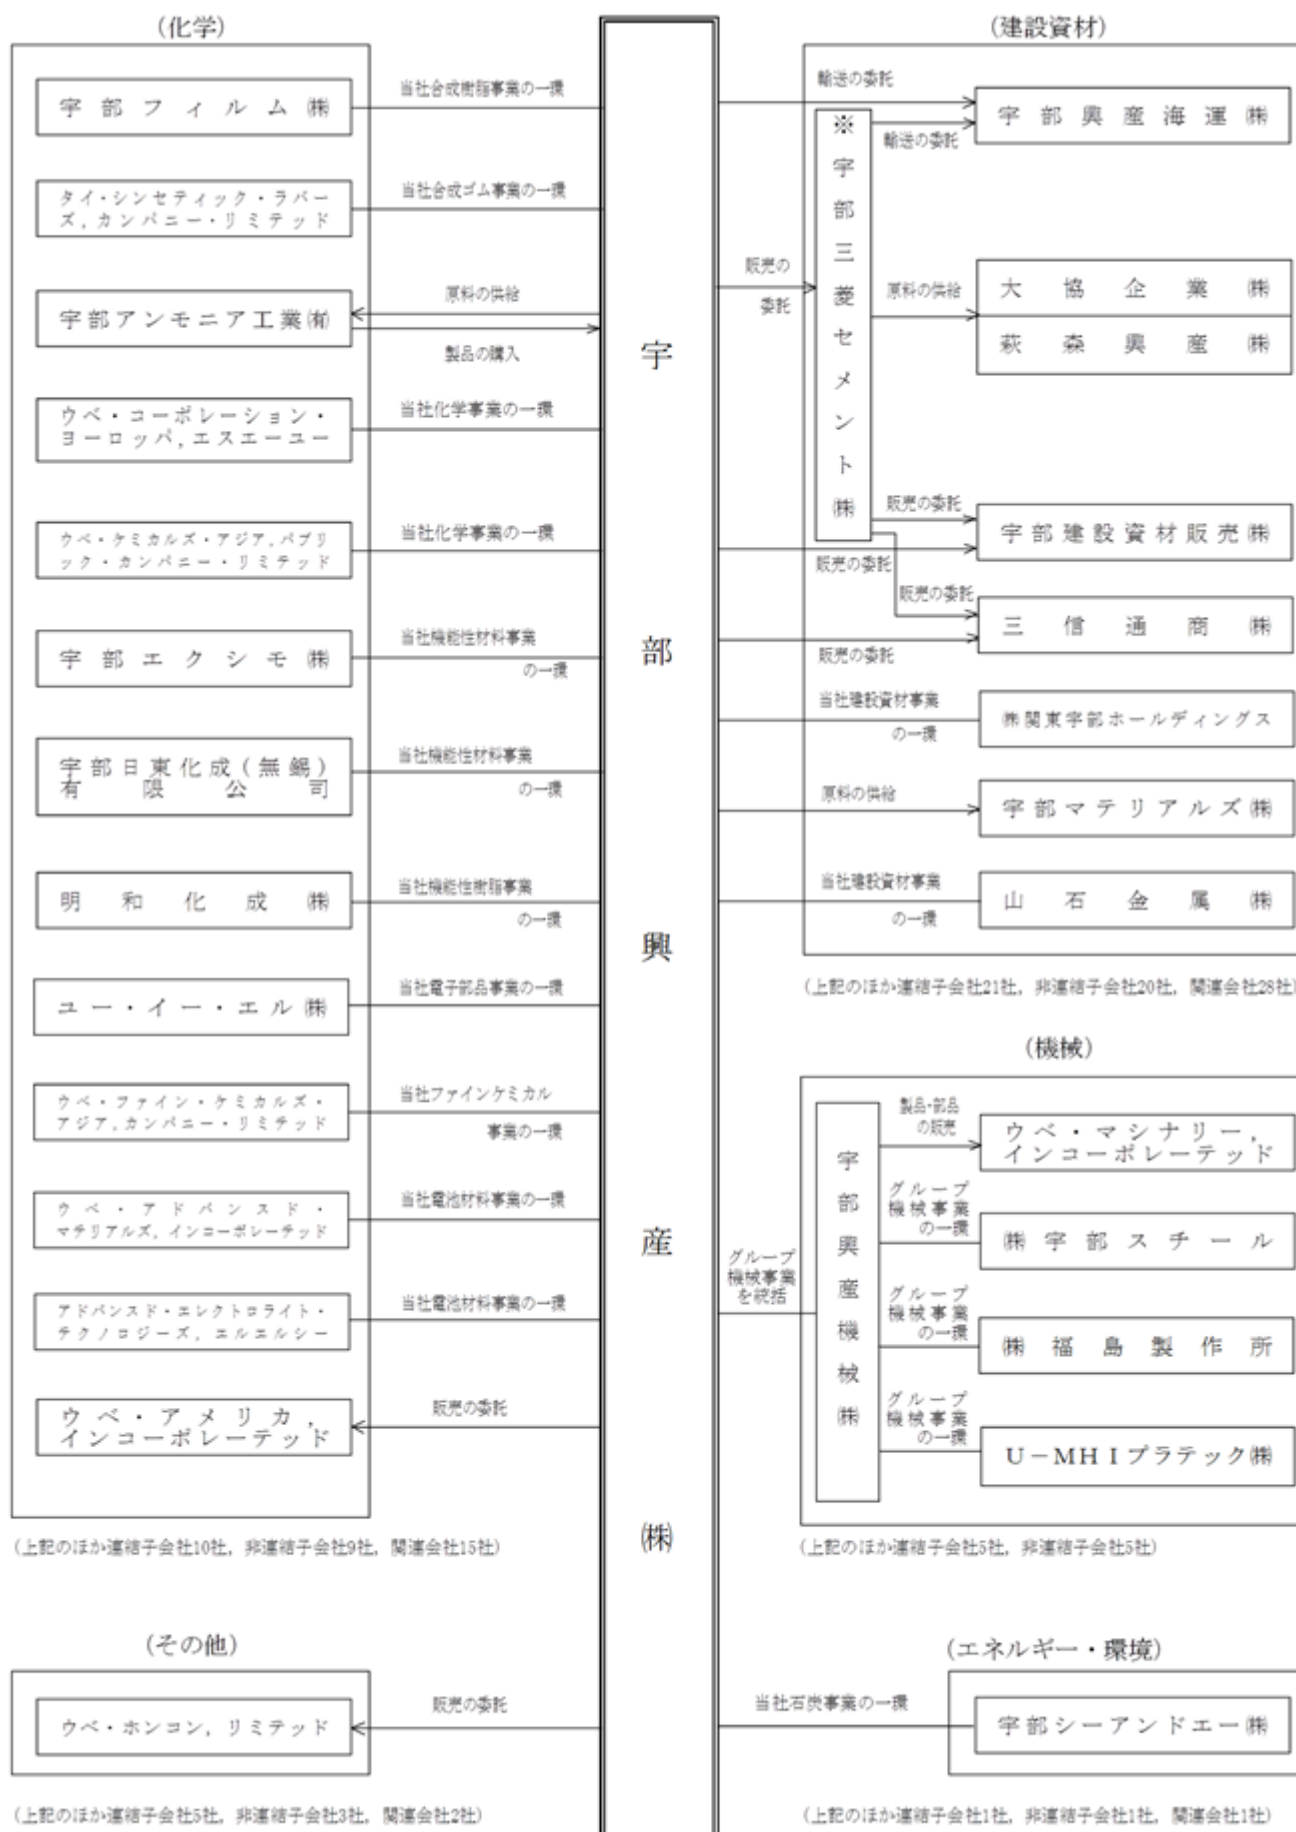 (化学)
宇部フィルム㈱
当社合成樹脂事業の一環
タイ・シンセティック・ラバー
ズ,カンパニー・リミテッド
当社合成ゴム事業の一環
宇部アンモニア工業㈲
原料の供給
製品の購入
ウベ・コーポレーション・
ヨーロッパ,エスエーユー
当社化学事業の一環
ウベ・ケミカルズ・アジア,パブリ
ック・カンパニー・リミテッド
当社化学事業の一環
宇部エクシモ㈱
当社機能性材料事業
の一環
宇部日東化成(無錫)
有限公司
当社機能性材料事業
の一環
明和化成㈱
当社機能性樹脂事業
の一環
ユー・イー・エル㈱
当社電子部品事業の一環
ウベ・ファイン・ケミカルズ・
アジア,カンパニー・リミテッド
当社ファインケミカル
事業の一環
ウベ・アドバンスド・
マテリアルズ,インコーポレーテッド
当社電池材料事業の一環
アドバンスド・エレクトロライト・
テクノロジーズ,エルエルシー
当社電池材料事業の一環
ウベ・アメリカ,
インコーポレーテッド
販売の委託
(上記のほか連結子会社10社,非連結子会社9社,関連会社15社)
(その他)
ウベ・ホンコン,リミテッド
販売の委託
(上記のほか連結子会社5社,非連結子会社3社,関連会社2社)
宇部興産㈱
(建設資材)
輸送の委託
宇部興産海運㈱
輸送の委託
※宇部三菱セメント㈱
販売の
委託
原料の供給
大協企業㈱
萩森興産㈱
販売の委託
宇部建設資材販売㈱
販売の委託
販売の委託
三信通商㈱
販売の委託
当社建設資材事業
の一環
㈱関東宇部ホールディングス
原料の供給
宇部マテリアルズ㈱
当社建設資材事業
の一環
山石金属㈱
(上記のほか連結子会社21社,非連結子会社20社,関連会社28社)
(機械)
グループ
機械事業
を統括
宇部興産機械㈱
製品・部品
の販売
ウベ・マシナリー,
インコーポレーテッド
グループ
機械事業
の一環
㈱宇部スチール
グループ
機械事業
の一環
㈱福島製作所
グループ
機械事業
の一環
U-MHIプラテック㈱
(上記のほか連結子会社5社,非連結子会社5社)
(エネルギー・環境)
当社石炭事業の一環
宇部シーアンドエー㈱
(上記のほか連結子会社1社,非連結子会社1社,関連会社1社)